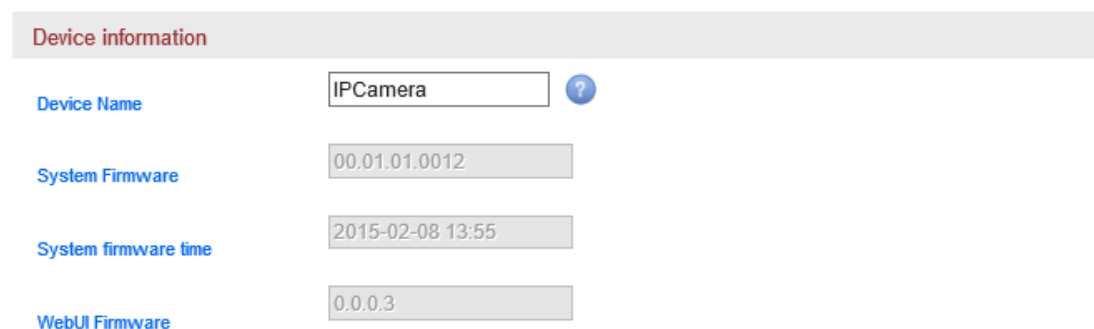 Device information
Device Name IPCamera ?
System Firmware 00.01.01.0012
System firmware time 2015-02-08 13:55
WebUI Firmware 0.0.0.3